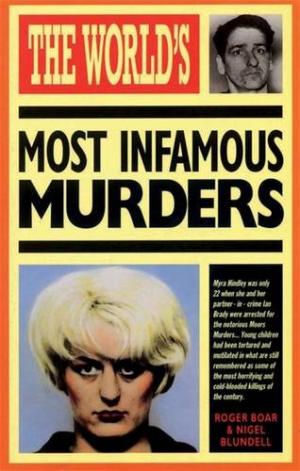 THE WORLD'S
MOST INFAMOUS
MURDERS
Myra Hindley was only
22 when she and her
partner - in - crime Ian
Brady were arrested for
the notorious Moors
Murders... Young children
had been tortured and
mutilated in what are still
remembered as some of
the most horrifying and
cold-blooded killings of
the century.
ROGER BOAR
& NIGEL
BLUNDELL